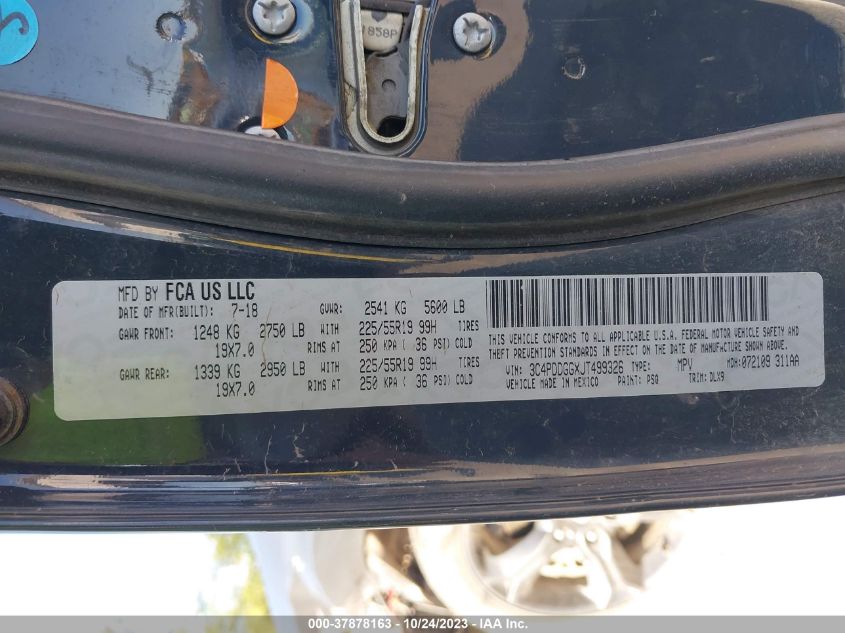 1858P
MFD BY FCA US LLC
DATE OF MFR(BUILT): 7-18 GVWR: 2541 KG 5600 LB
GAWR FRONT: 1248 KG 2750 LB WITH 225/55R19 99H TIRES
19X7.0 RIMS AT 250 KPA ( 36 PSI) COLD
GAWR REAR: 1339 KG 2950 LB WITH 225/55R19 99H TIRES
19X7.0 RIMS AT 250 KPA ( 36 PSI) COLD
THIS VEHICLE CONFORMS TO ALL APPLICABLE U.S.A. FEDERAL MOTOR VEHICLE SAFETY AND
THEFT PREVENTION STANDARDS IN EFFECT ON THE DATE OF MANUFACTURE SHOWN ABOVE.
VIN: 3C4PDDGGXJT499326 TYPE: MPV MDH:072109 311AA
VEHICLE MADE IN MEXICO PAINT: PSQ TRIM: DLX9
000-37878163 - 10/24/2023 - IAA Inc.